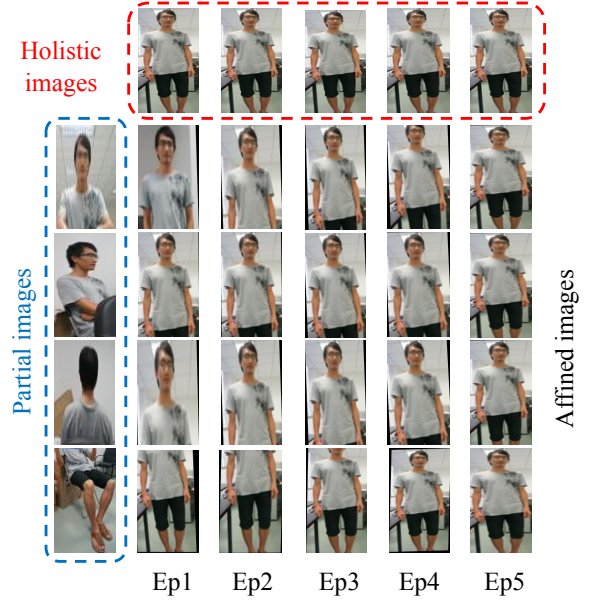 Holistic
images
Partial images
Affined images
Ep1 Ep2 Ep3 Ep4 Ep5